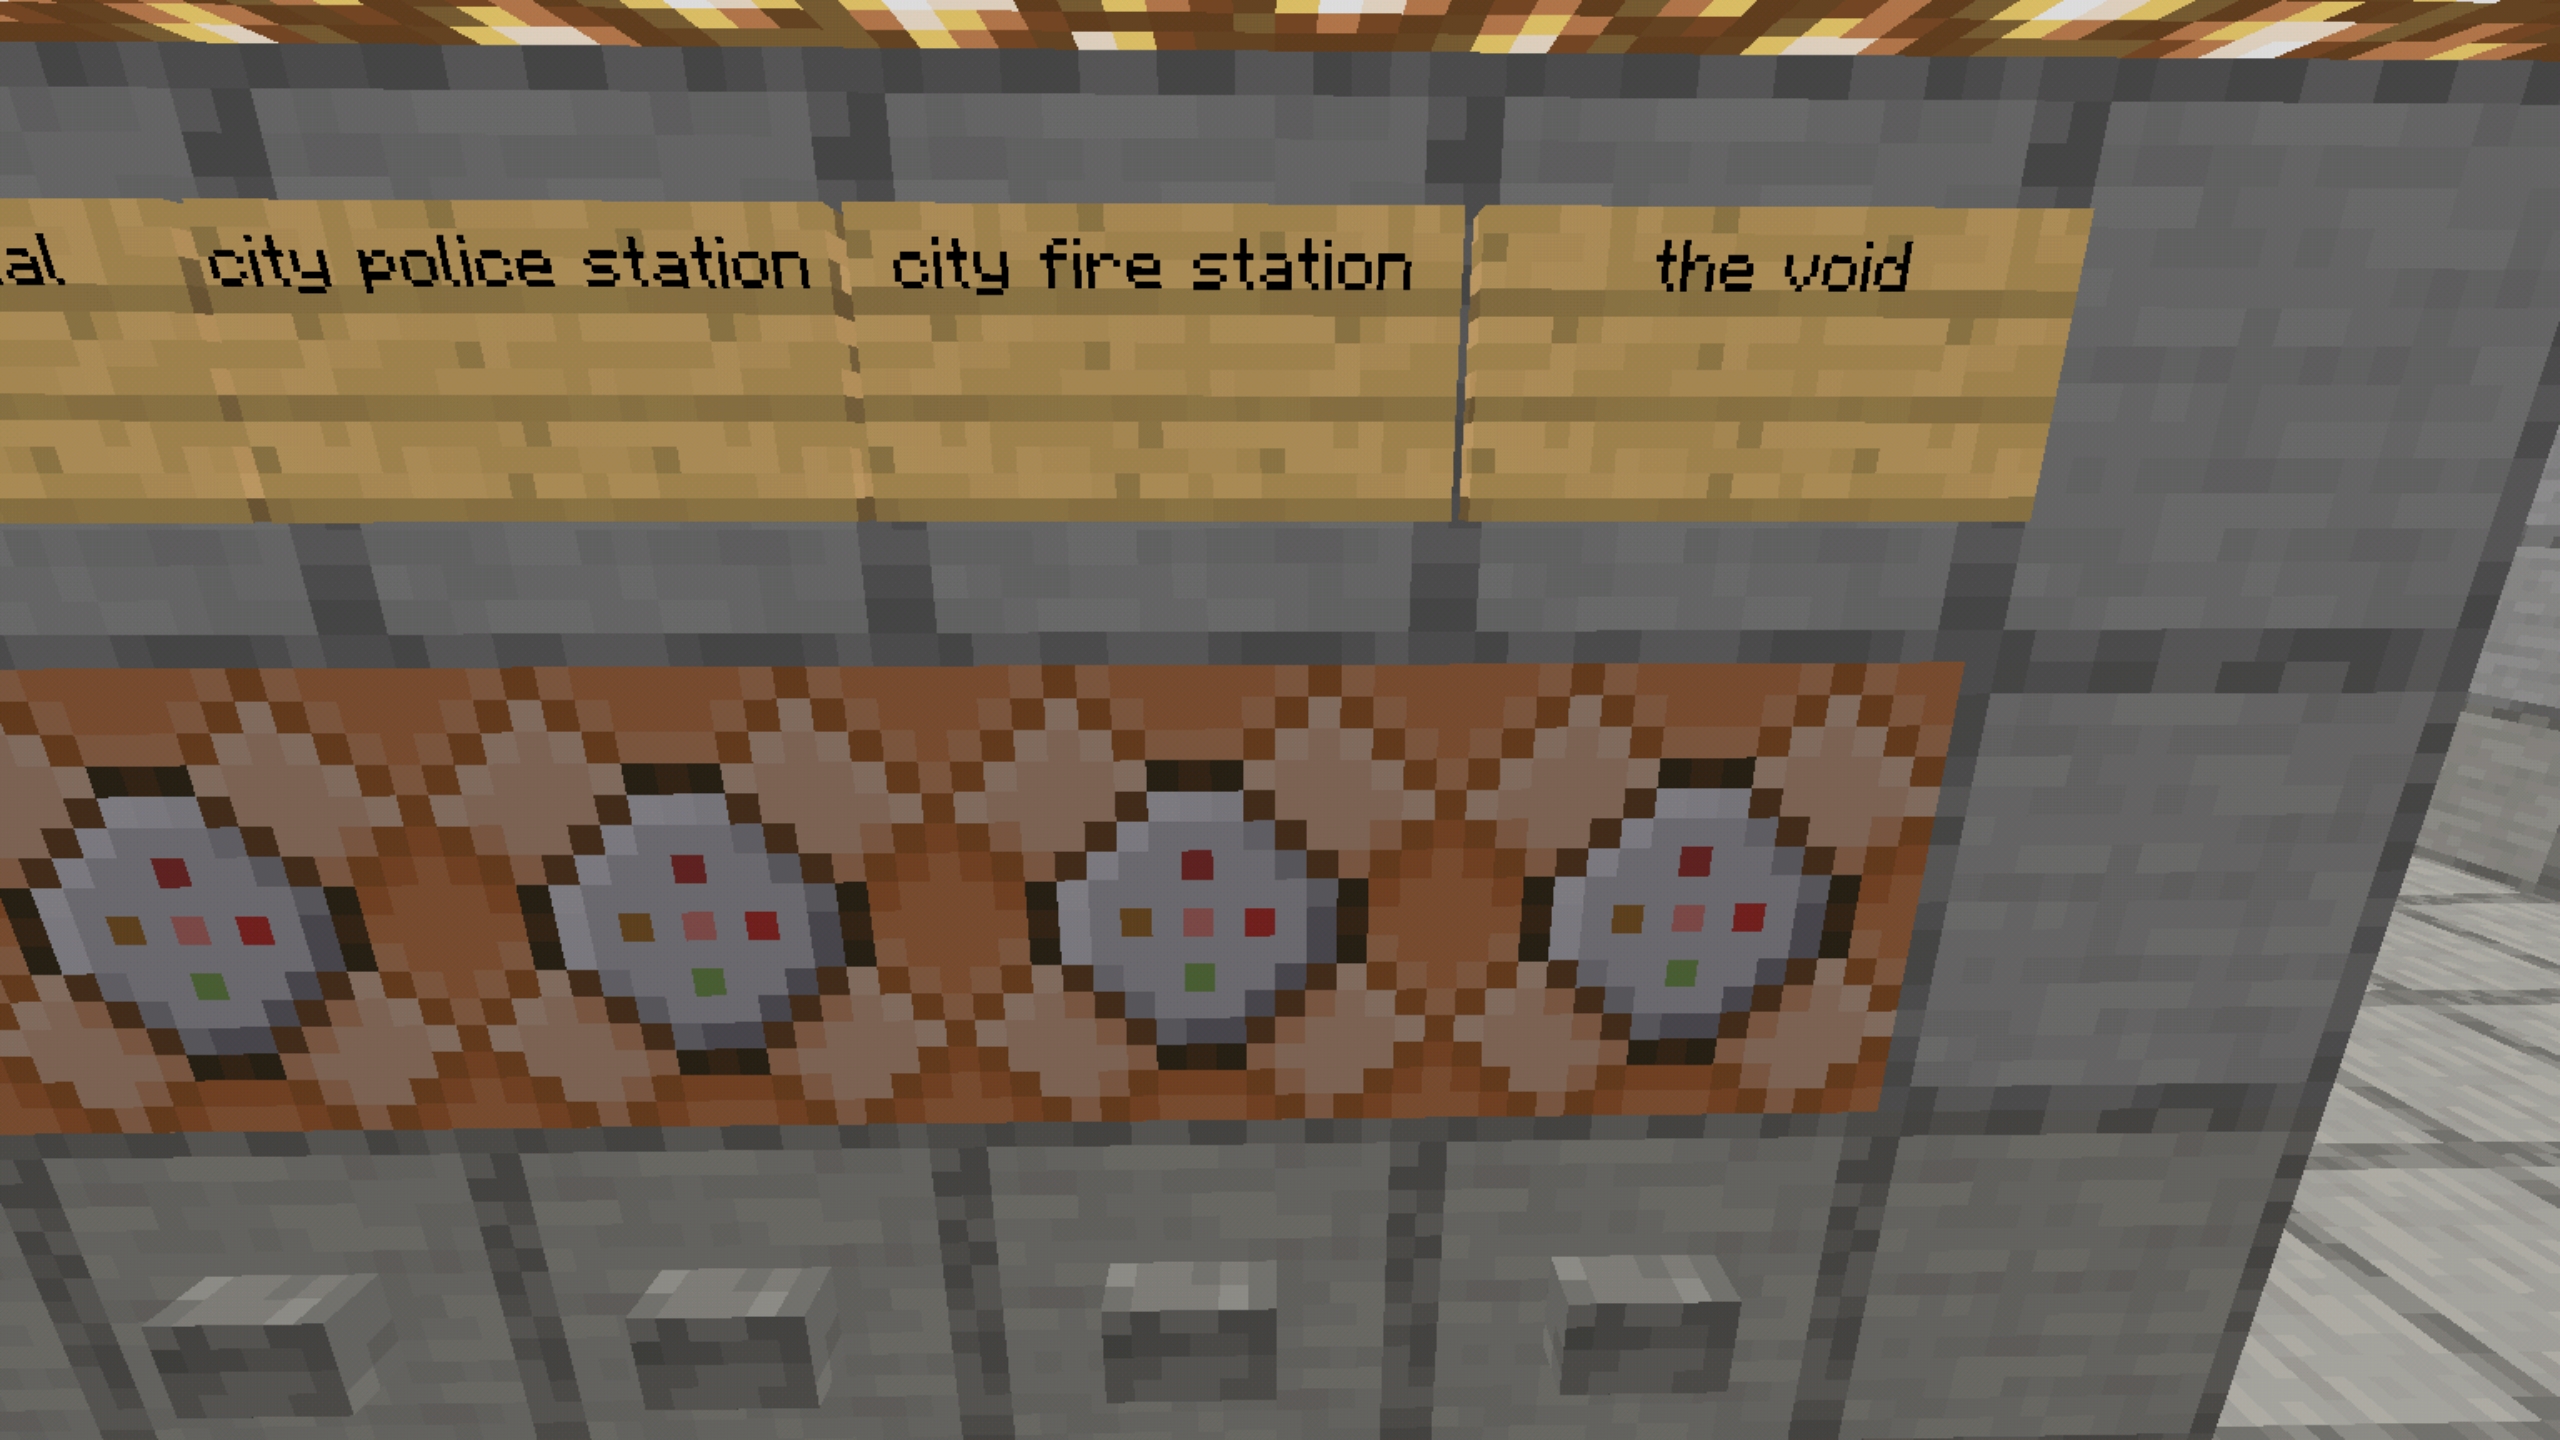 city police station
city fire station
the void